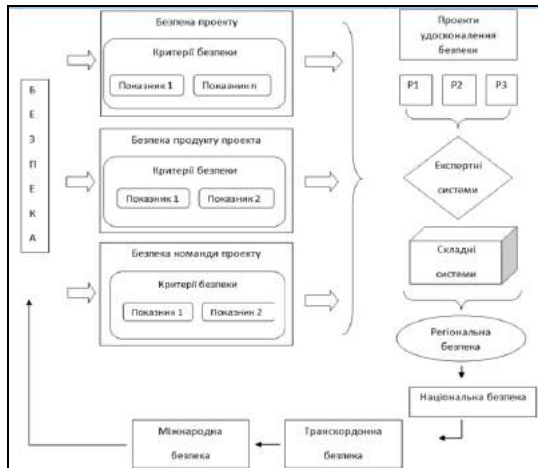 Б
Е
З
П
Е
К
А
Безпека проекту
Критерії безпеки
Показник 1
Показник n
Безпека продукту проекта
Критерії безпеки
Показник 1
Показник 2
Безпека команди проекту
Критерії безпеки
Показник 1
Показник 2
Проекти
удосконалення
безпеки
P1
P2
P3
Експертні
системи
Складні
системи
Регіональна
безпека
Національна безпека
Транскордонна
безпека
Міжнародна
безпека